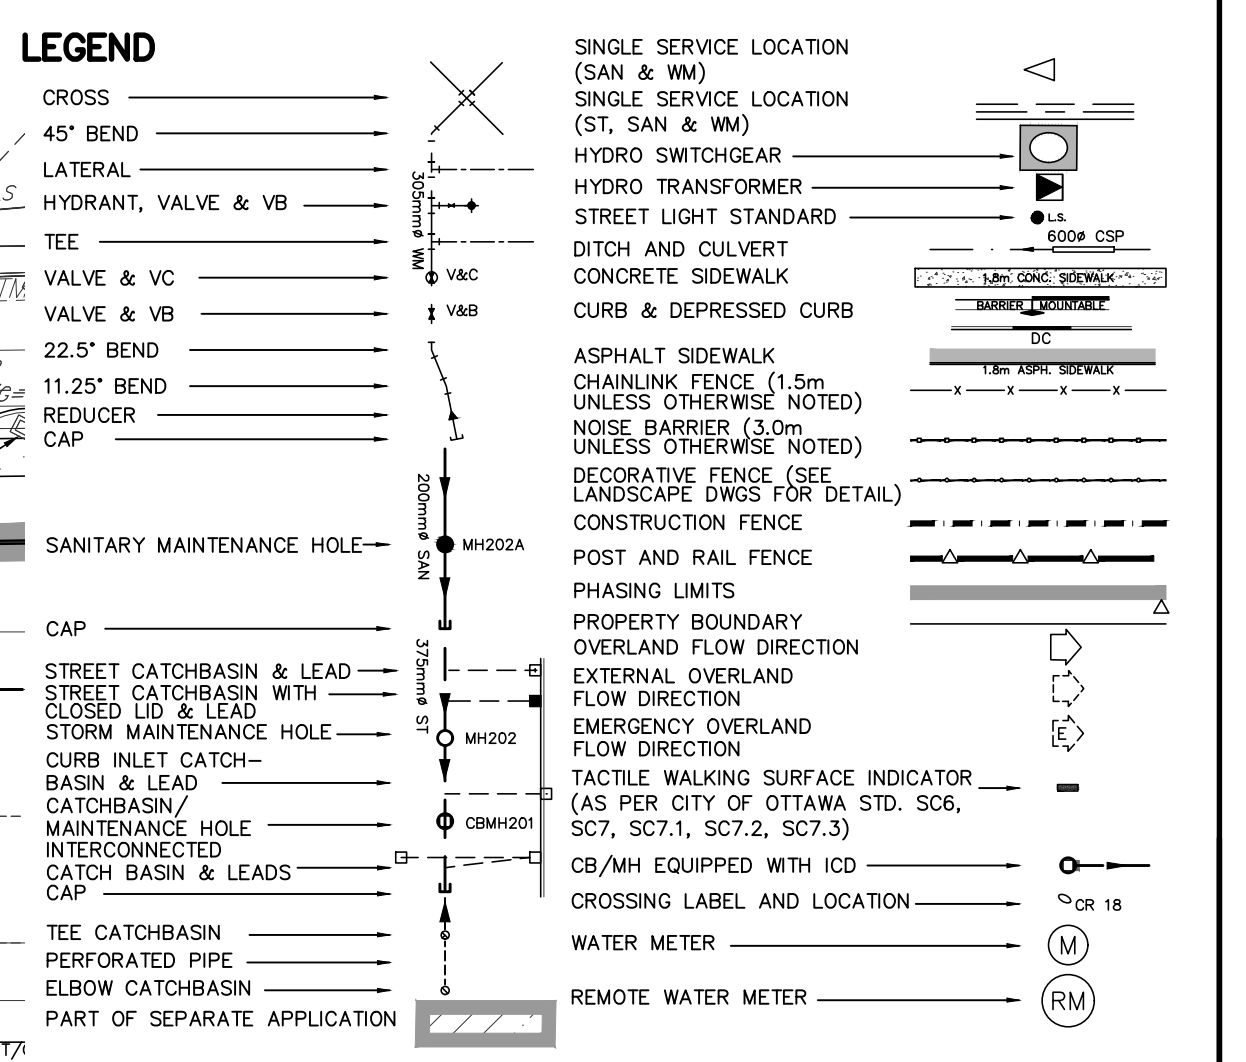 LEGEND
CROSS
45° BEND
LATERAL
HYDRANT, VALVE & VB
TEE
VALVE & VC
VALVE & VB
22.5° BEND
11.25° BEND
REDUCER
CAP
SANITARY MAINTENANCE HOLE
CAP
STREET CATCHBASIN & LEAD
STREET CATCHBASIN WITH
CLOSED LID & LEAD
STORM MAINTENANCE HOLE
CURB INLET CATCH-
BASIN & LEAD
CATCHBASIN/
MAINTENANCE HOLE
INTERCONNECTED
CATCH BASIN & LEADS
CAP
TEE CATCHBASIN
PERFORATED PIPE
ELBOW CATCHBASIN
PART OF SEPARATE APPLICATION
305mmø WM
V&C
V&B
200mmø SAN
MH202A
375mmø ST
MH202
CBMH201
SINGLE SERVICE LOCATION
(SAN & WM)
SINGLE SERVICE LOCATION
(ST, SAN & WM)
HYDRO SWITCHGEAR
HYDRO TRANSFORMER
STREET LIGHT STANDARD
L.S.
DITCH AND CULVERT
600ø CSP
CONCRETE SIDEWALK
1.8m CONC. SIDEWALK
CURB & DEPRESSED CURB
BARRIER MOUNTABLE
DC
ASPHALT SIDEWALK
1.8m ASPH. SIDEWALK
CHAINLINK FENCE (1.5m
UNLESS OTHERWISE NOTED)
X X X X
NOISE BARRIER (3.0m
UNLESS OTHERWISE NOTED)
DECORATIVE FENCE (SEE
LANDSCAPE DWGS FOR DETAIL)
CONSTRUCTION FENCE
POST AND RAIL FENCE
PHASING LIMITS
PROPERTY BOUNDARY
OVERLAND FLOW DIRECTION
EXTERNAL OVERLAND
FLOW DIRECTION
EMERGENCY OVERLAND
FLOW DIRECTION
E
TACTILE WALKING SURFACE INDICATOR
(AS PER CITY OF OTTAWA STD. SC6,
SC7, SC7.1, SC7.2, SC7.3)
CB/MH EQUIPPED WITH ICD
CROSSING LABEL AND LOCATION
CR 18
WATER METER
M
REMOTE WATER METER
RM